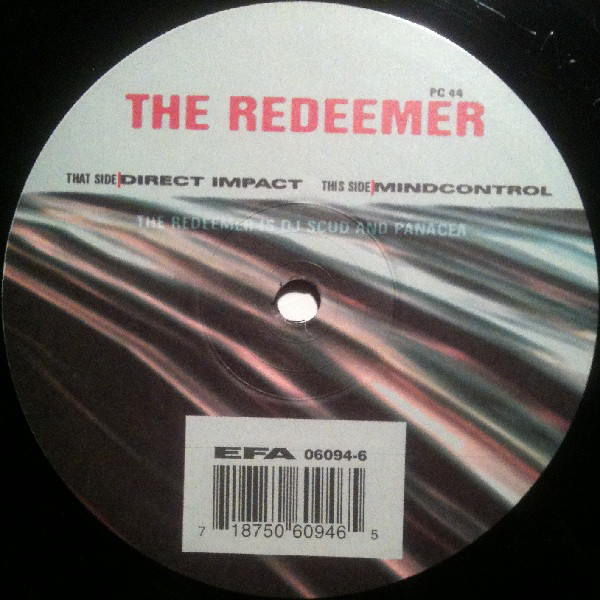 PC 44
THE REDEEMER
THAT SIDE|DIRECT IMPACT THIS SIDE|MINDCONTROL
THE REDEEMER IS DJ SCUD AND PANACEA
EFA 06094-6
7 18750 60946 5